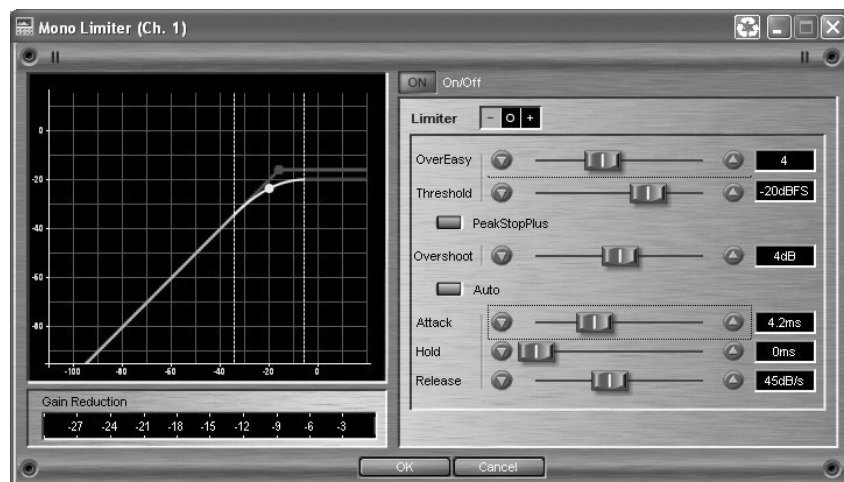 Mono Limiter (Ch. 1)
ON On/Off
Limiter - O +
OverEasy 4
Threshold -20dBFS
PeakStopPlus
Overshoot 4dB
Auto
Attack 4.2ms
Hold 0ms
Release 45dB/s
0
-20
-40
-60
-80
-100 -80 -60 -40 -20 0
Gain Reduction
-27 -24 -21 -18 -15 -12 -9 -6 -3
OK Cancel